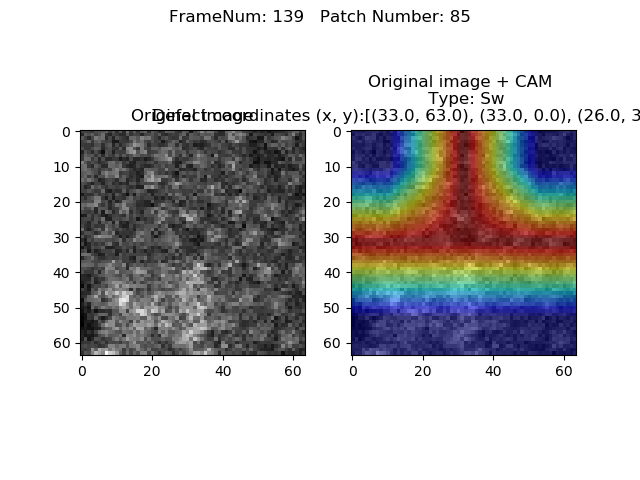 FrameNum: 139   Patch Number: 85
Original image + CAM
Type: Sw
Original image
Defect coordinates (x, y):[(33.0, 63.0), (33.0, 0.0), (26.0, 3
0
10
20
30
40
50
60
0 20 40 60
0
10
20
30
40
50
60
0 20 40 60